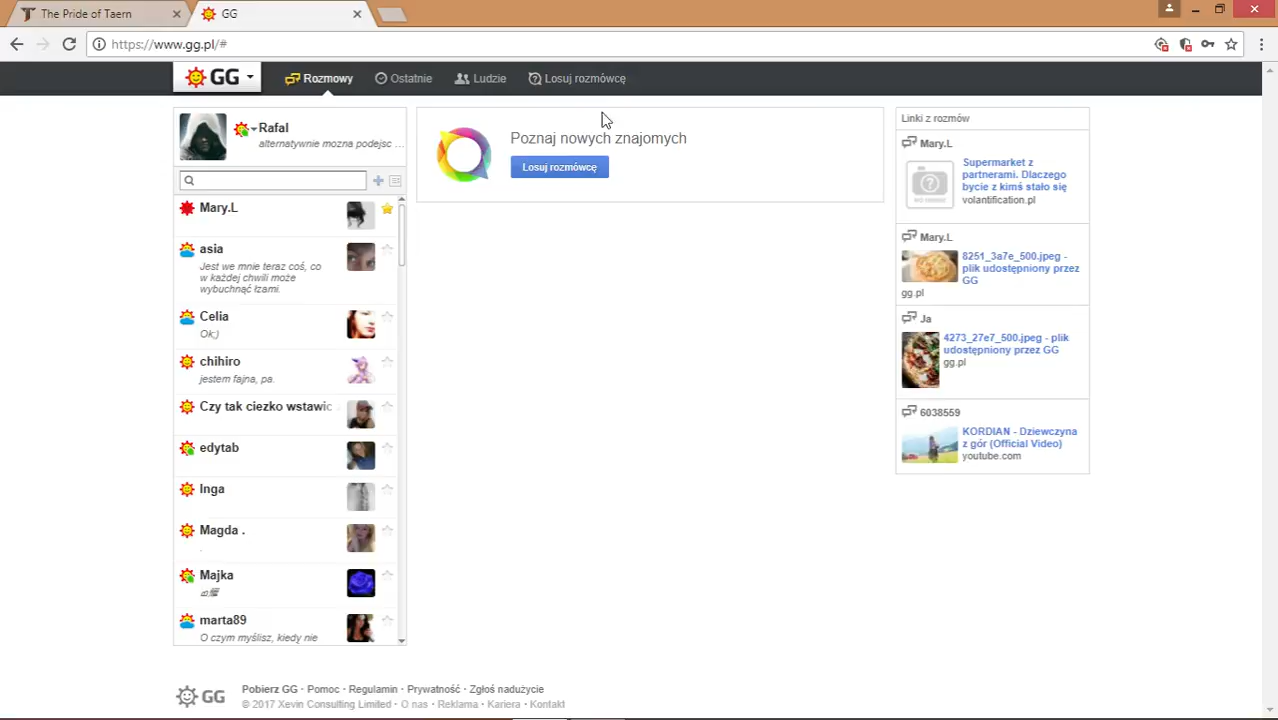 The Pride of Taern
GG
https://www.gg.pl/#
GG
Rozmowy
Ostatnie
Ludzie
Losuj rozmówcę
Rafal
alternatywnie mozna podejsc ...
Mary.L
asia
Jest we mnie teraz coś, co
w każdej chwili może
wybuchnąć łzami.
Celia
Ok;)
chihiro
jestem fajna, pa.
Czy tak ciezko wstawic
edytab
Inga
Magda .
.
Majka
marta89
O czym myślisz, kiedy nie
Poznaj nowych znajomych
Losuj rozmówcę
Linki z rozmów
Mary.L
Supermarket z
partnerami. Dlaczego
bycie z kimś stało się
volantification.pl
Mary.L
8251_3a7e_500.jpeg -
plik udostępniony przez
GG
gg.pl
Ja
4273_27e7_500.jpeg - plik
udostępniony przez GG
gg.pl
6038559
KORDIAN - Dziewczyna
z gór (Official Video)
youtube.com
GG
Pobierz GG · Pomoc · Regulamin · Prywatność · Zgłoś nadużycie
© 2017 Xevin Consulting Limited · O nas · Reklama · Kariera · Kontakt